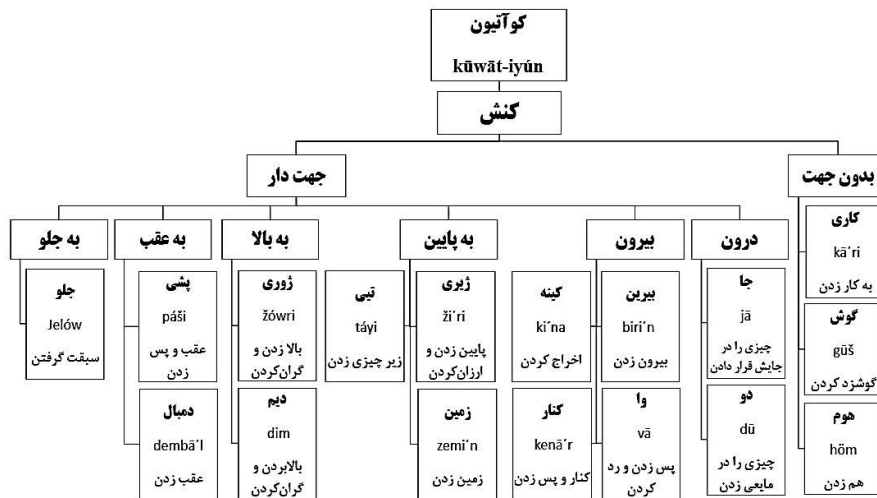 کوآتیون
kūwāt-iyún
کنش
جهت دار
بدون جهت
به جلو
به عقب
به بالا
به پایین
بیرون
درون
جلو
Jelów
سبقت گرفتن
پشی
páši
عقب و پس
زدن
دمبال
dembā´l
عقب زدن
ژوری
žówri
بالا زدن و
گران‌کردن
دیم
dim
بالابردن و
گران‌کردن
تیی
táyi
زیر چیزی زدن
ژیری
ži´ri
پایین زدن و
ارزان‌کردن
زمین
zemi´n
زمین زدن
کینه
ki´na
اخراج کردن
کنار
kenā´r
کنار و پس زدن
بیرین
biri´n
بیرون زدن
وا
vā
پس زدن و رد
کردن
جا
jā
چیزی را در
جایش قرار دادن
دو
dū
چیزی را در
مایعی زدن
کاری
kā´ri
به کار زدن
گوش
gūš
گوشزد کردن
هوم
höm
هم زدن